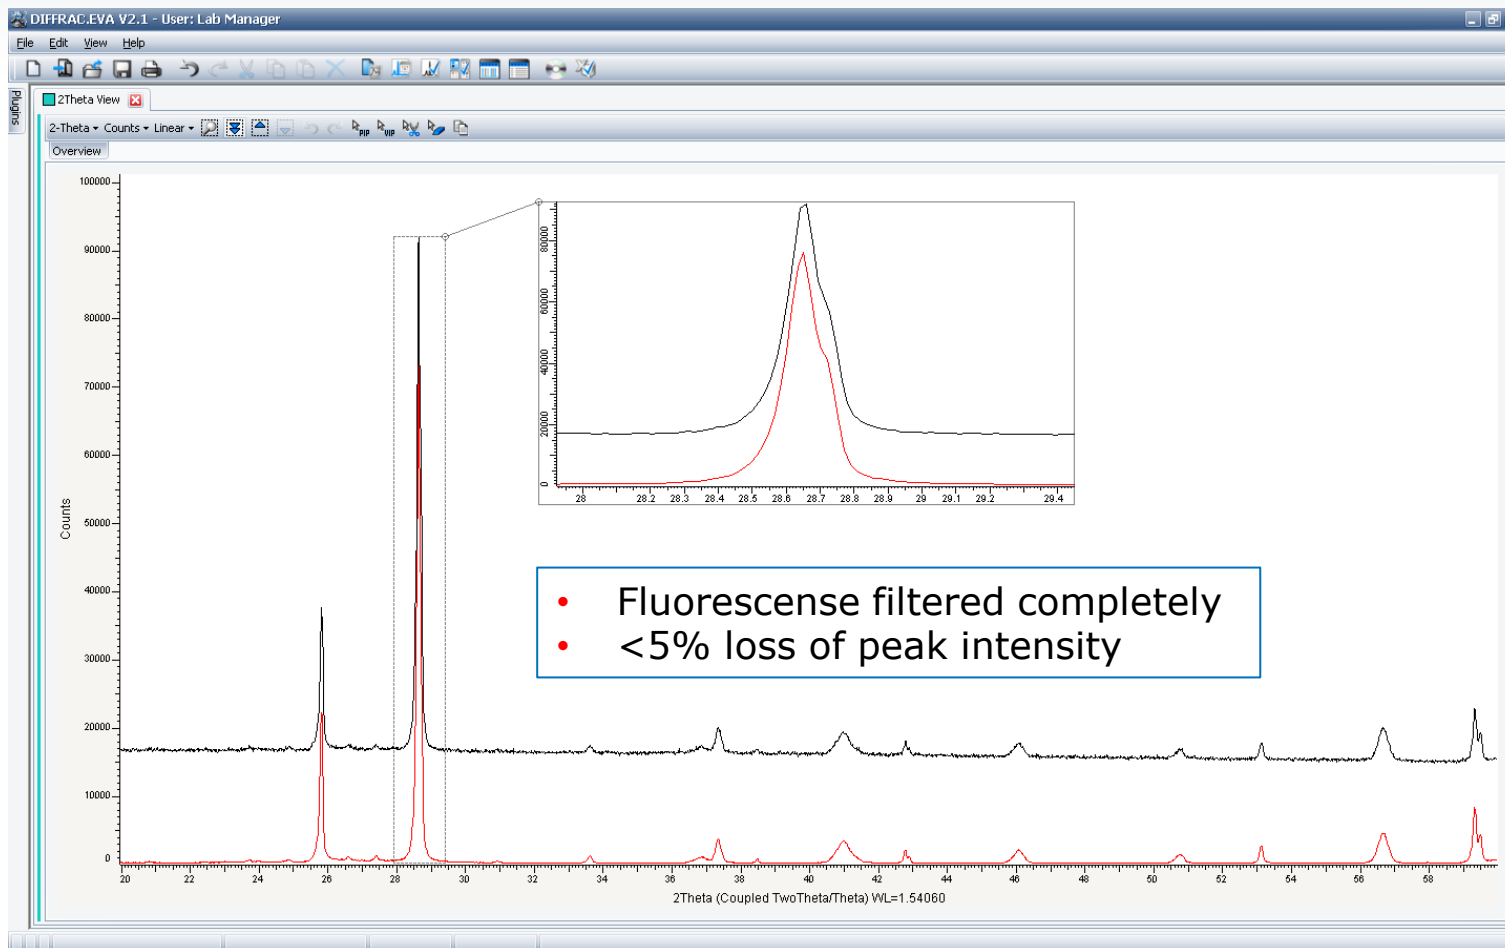 DIFFRAC.EVA V2.1 - User: Lab Manager
File Edit View Help
Plugins
2Theta View
2-Theta Counts Linear PIP VIP
Overview
100000
90000
80000
70000
60000
50000
40000
30000
20000
10000
0
Counts
80000
60000
40000
20000
0
28 28.2 28.3 28.4 28.5 28.6 28.7 28.8 28.9 29 29.1 29.2 29.4
• Fluorescense filtered completely
• <5% loss of peak intensity
20 22 24 26 28 30 32 34 36 38 40 42 44 46 48 50 52 54 56 58
2Theta (Coupled TwoTheta/Theta) WL=1.54060